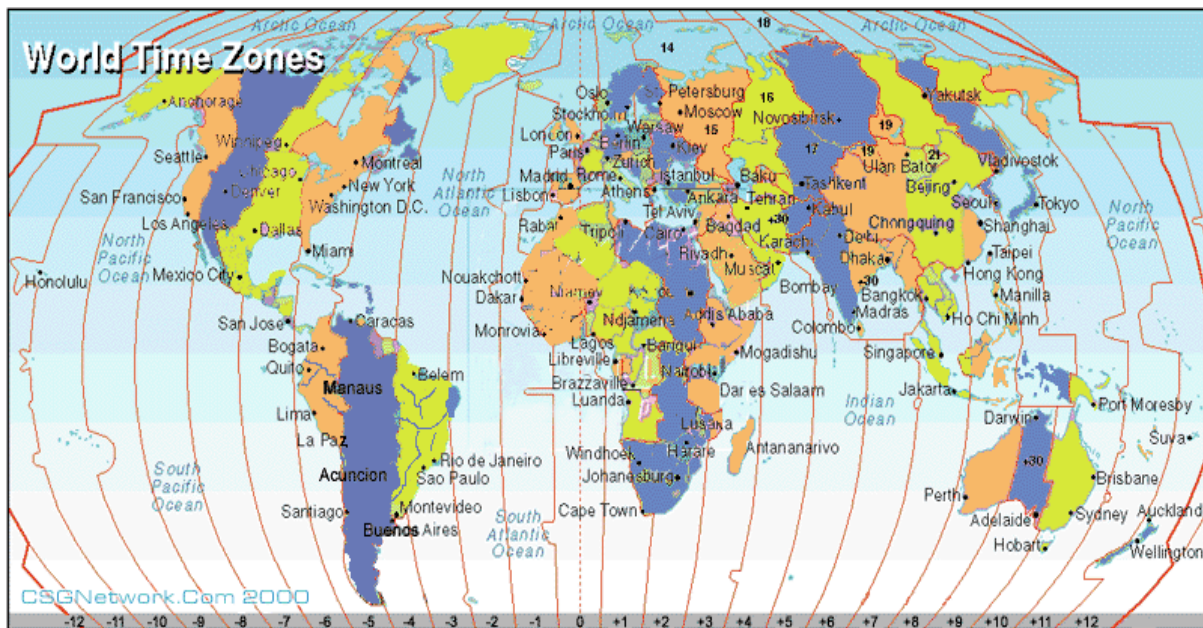 Arctic Ocean
Arctic Ocean
18
Arctic Ocean
World Time Zones
14
Oslo
St. Petersburg
Anchorage
Stockholm
Moscow
16
Yakutsk
Winnipeg
London
Berlin
Warsaw
15
Novosibirsk
19
Seattle
Chicago
Montreal
Paris
Zurich
Kiev
17
19
Ulan Bator
21
Vladivostok
San Francisco
Denver
New York
North
Atlantic
Ocean
Madrid
Rome
Istanbul
Baku
Tashkent
Beijing
Washington D.C.
Lisbon
Athens
Ankara
Tehran
Kabul
Seoul
Tokyo
North
Pacific
Ocean
Los Angeles
Dallas
Rabat
Tripoli
Tel Aviv
Cairo
Bagdad
+30
Karachi
Delhi
Chongquing
Shanghai
North
Pacific
Ocean
Miami
Riyadh
Muscat
Dhaka
Taipei
Honolulu
Mexico City
Nouakchott
Niamey
Bombay
+30
Hong Kong
Dakar
Addis Ababa
Bangkok
Manilla
San Jose
Caracas
Ndjamena
Madras
Ho Chi Minh
Monrovia
Lagos
Bangui
Colombo
Bogata
Libreville
Mogadishu
Singapore
Quiro
Manaus
Belem
Brazzaville
Nairobi
Dar es Salaam
Indian
Ocean
Jakarta
Luanda
Port Moresby
Lima
Lusaka
Darwin
La Paz
Windhoek
Harare
Antananarivo
Suva
South
Pacific
Ocean
Acuncion
Rio de Janeiro
Sao Paulo
Johanesburg
+30
Brisbane
Perth
Santiago
Montevideo
South
Atlantic
Ocean
Cape Town
Adelaide
Sydney
Auckland
Buenos Aires
Hobart
Wellington
CSGNetwork.Com 2000
-12 -11 -10 -9 -8 -7 -6 -5 -4 -3 -2 -1 0 +1 +2 +3 +4 +5 +6 +7 +8 +9 +10 +11 +12